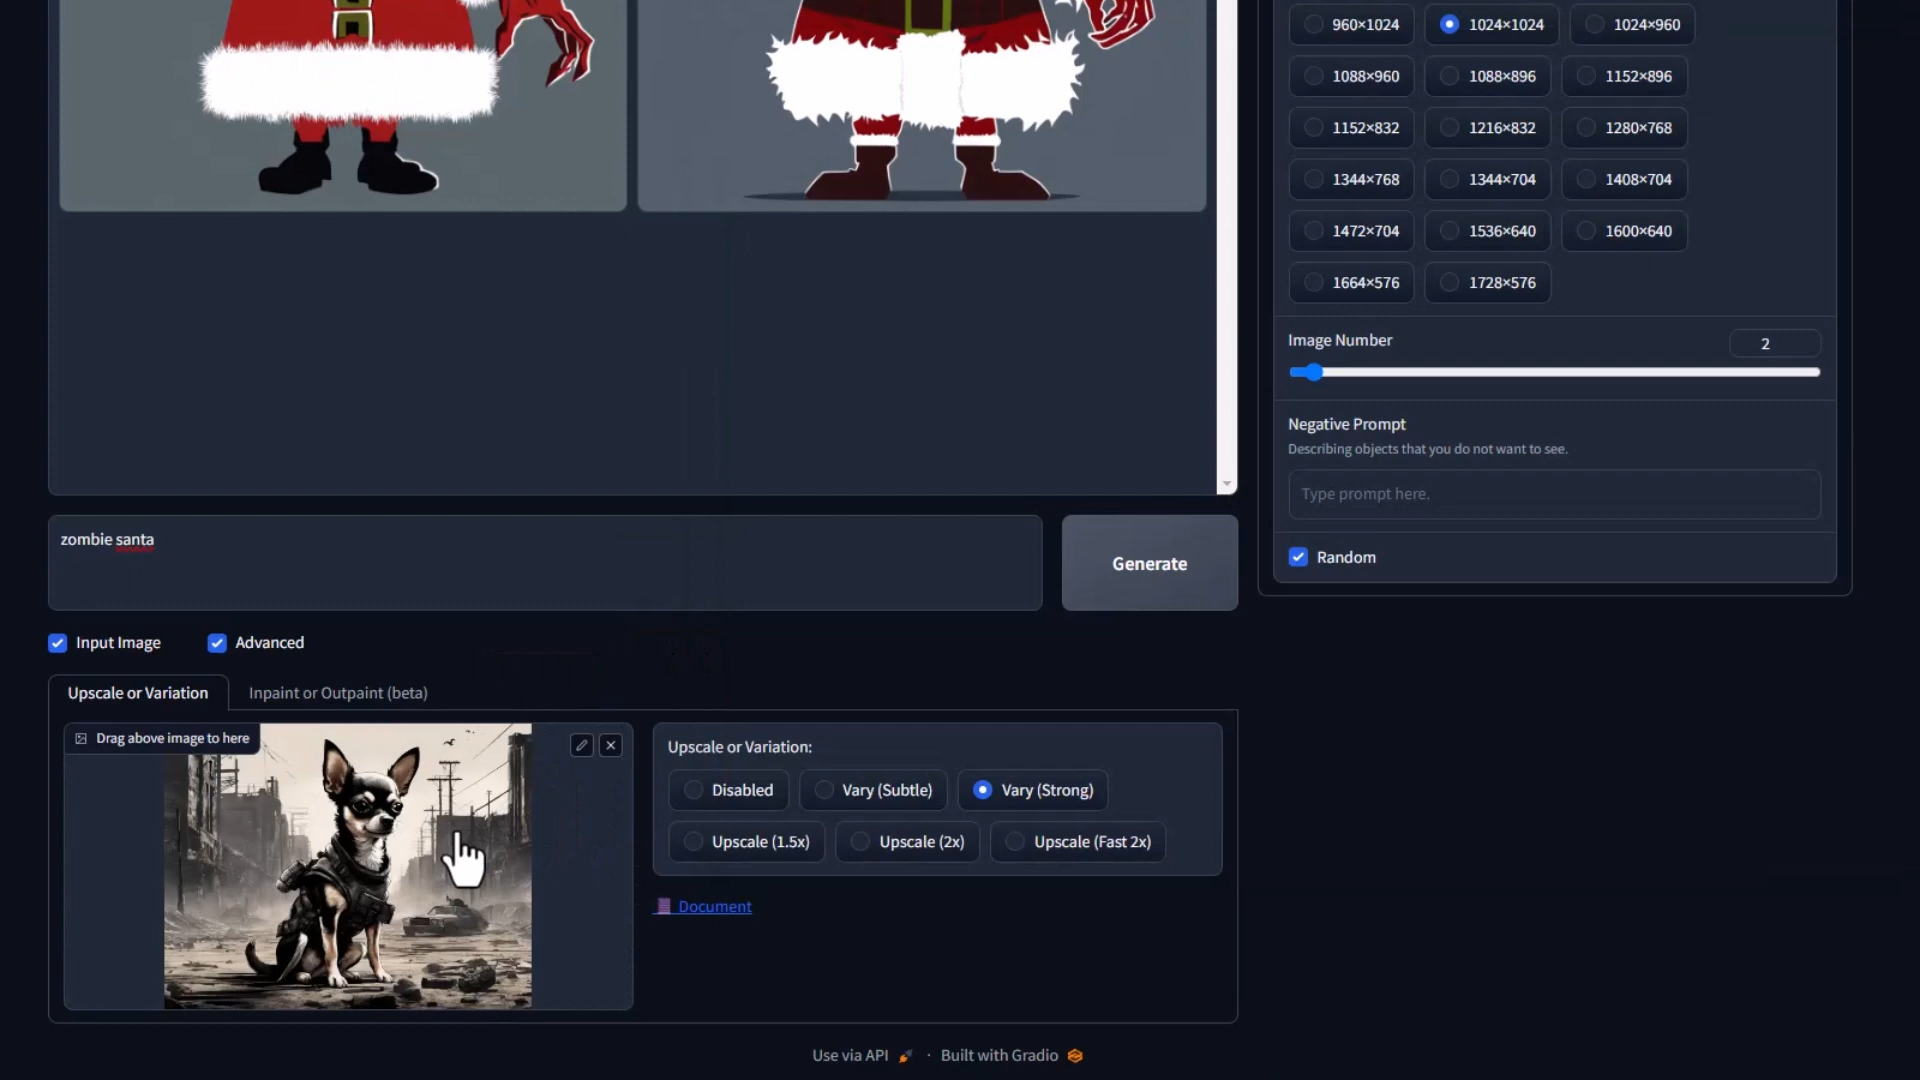 960×1024 1024×1024 1024×960
1088×960 1088×896 1152×896
1152×832 1216×832 1280×768
1344×768 1344×704 1408×704
1472×704 1536×640 1600×640
1664×576 1728×576
Image Number 2
Negative Prompt
Describing objects that you do not want to see.
Type prompt here.
Random
zombie santa
Generate
Input Image Advanced
Upscale or Variation Inpaint or Outpaint (beta)
Drag above image to here
Upscale or Variation:
Disabled Vary (Subtle) Vary (Strong)
Upscale (1.5x) Upscale (2x) Upscale (Fast 2x)
Document
Use via API · Built with Gradio